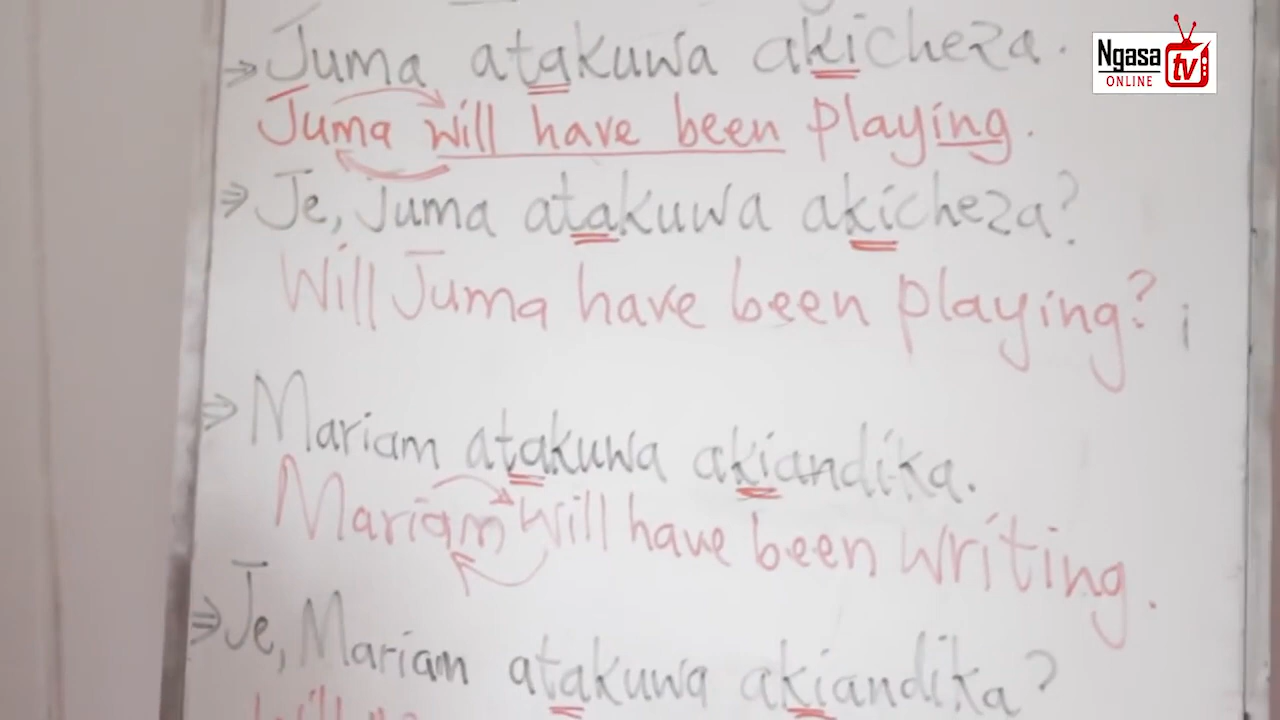 ⇒ Juma atakuwa akicheza.
Juma will have been playing.
⇒ Je, Juma atakuwa akicheza?
Will Juma have been playing?
⇒ Mariam atakuwa akiandika.
Mariam will have been writing.
⇒ Je, Mariam atakuwa akiandika?
Will
Ngasa tv
ONLINE